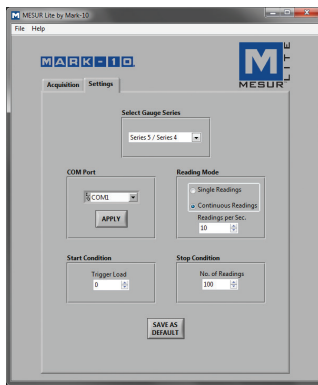 MESUR Lite by Mark-10
File Help
MARK-10
M
MESUR
LITE
Acquisition Settings
Select Gauge Series
Series 5 / Series 4
COM Port
COM1
APPLY
Reading Mode
Single Readings
Continuous Readings
Readings per Sec.
10
Start Condition
Trigger Load
0
Stop Condition
No. of Readings
100
SAVE AS
DEFAULT